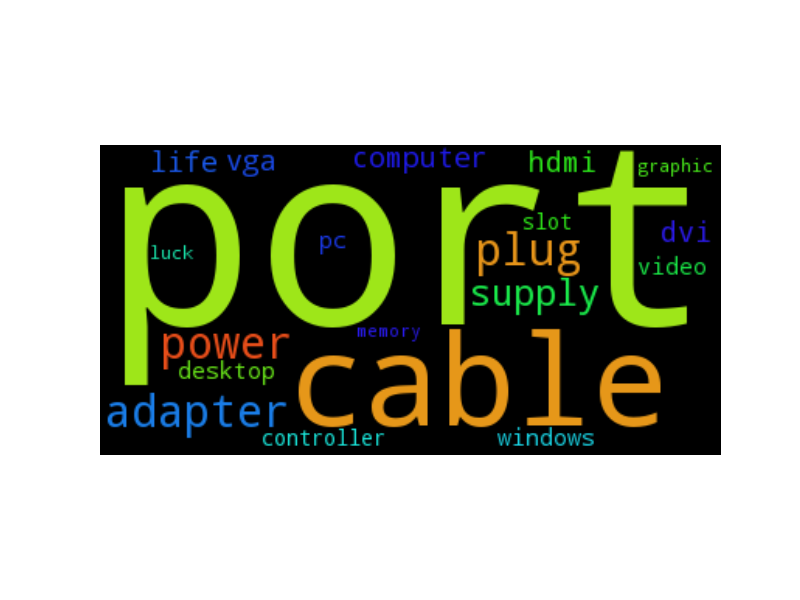 life vga computer hdmi graphic
port
luck pc slot dvi
plug video
supply
power memory
desktop cable
adapter
controller windows